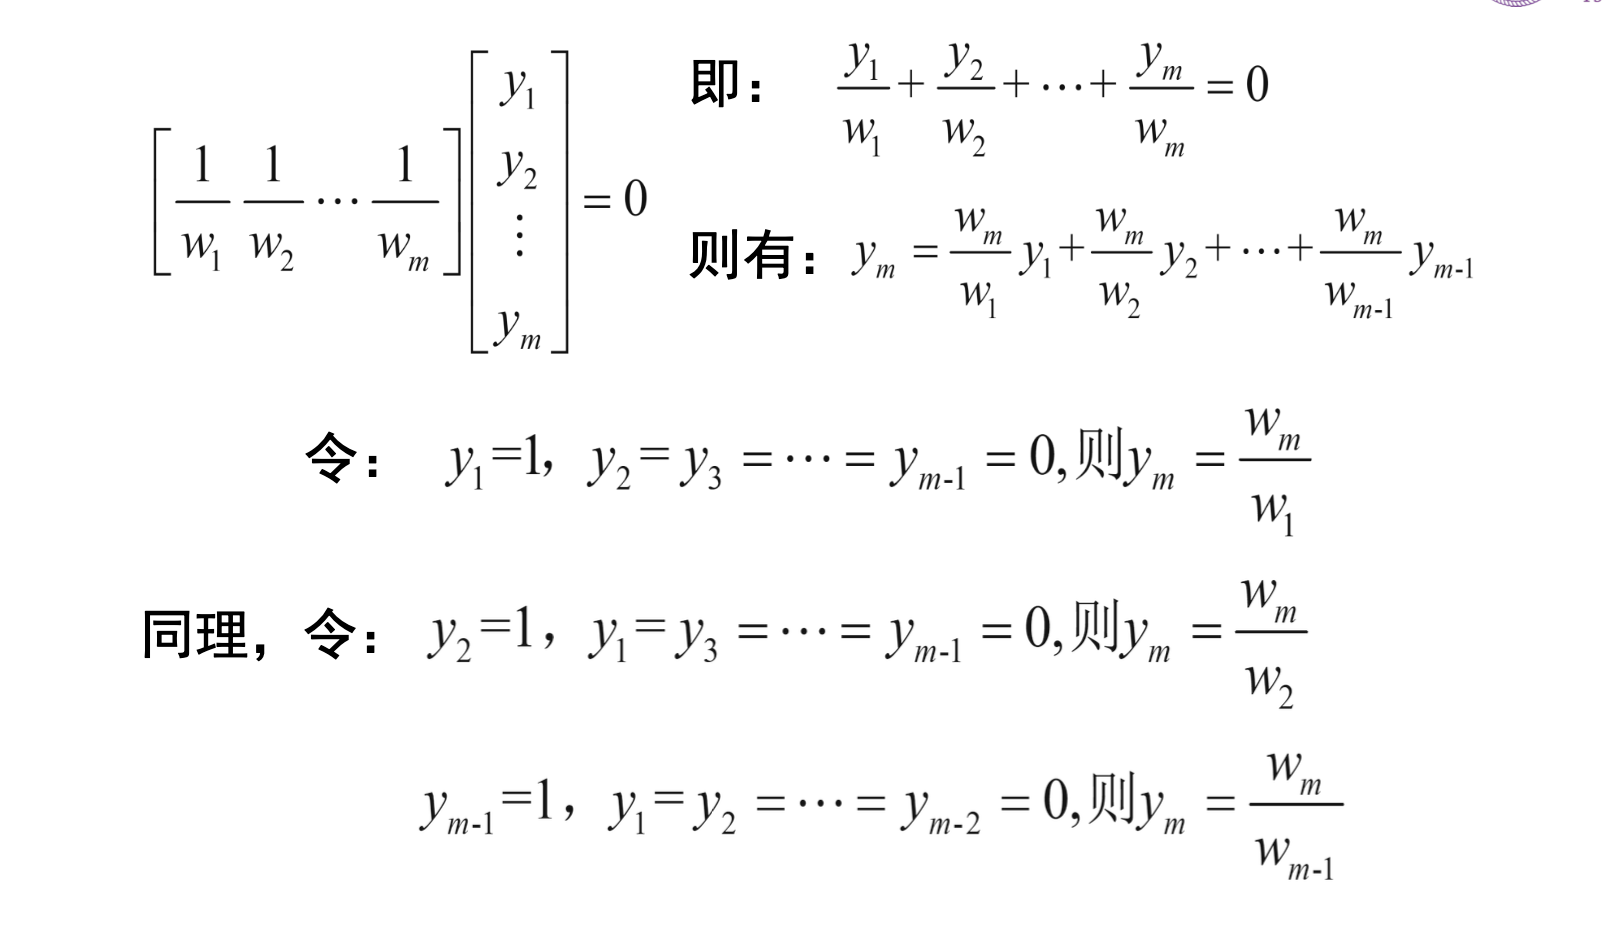 [1/w₁ 1/w₂ ⋯ 1/wₘ] [y₁ y₂ ⋮ yₘ] = 0
即： y₁/w₁ + y₂/w₂ + ⋯ + yₘ/wₘ = 0
则有： yₘ = wₘ/w₁ y₁ + wₘ/w₂ y₂ + ⋯ + wₘ/wₘ₋₁ yₘ₋₁
令： y₁=1, y₂ = y₃ = ⋯ = yₘ₋₁ = 0,则yₘ = wₘ/w₁
同理，令： y₂=1, y₁ = y₃ = ⋯ = yₘ₋₁ = 0,则yₘ = wₘ/w₂
yₘ₋₁=1, y₁ = y₂ = ⋯ = yₘ₋₂ = 0,则yₘ = wₘ/wₘ₋₁